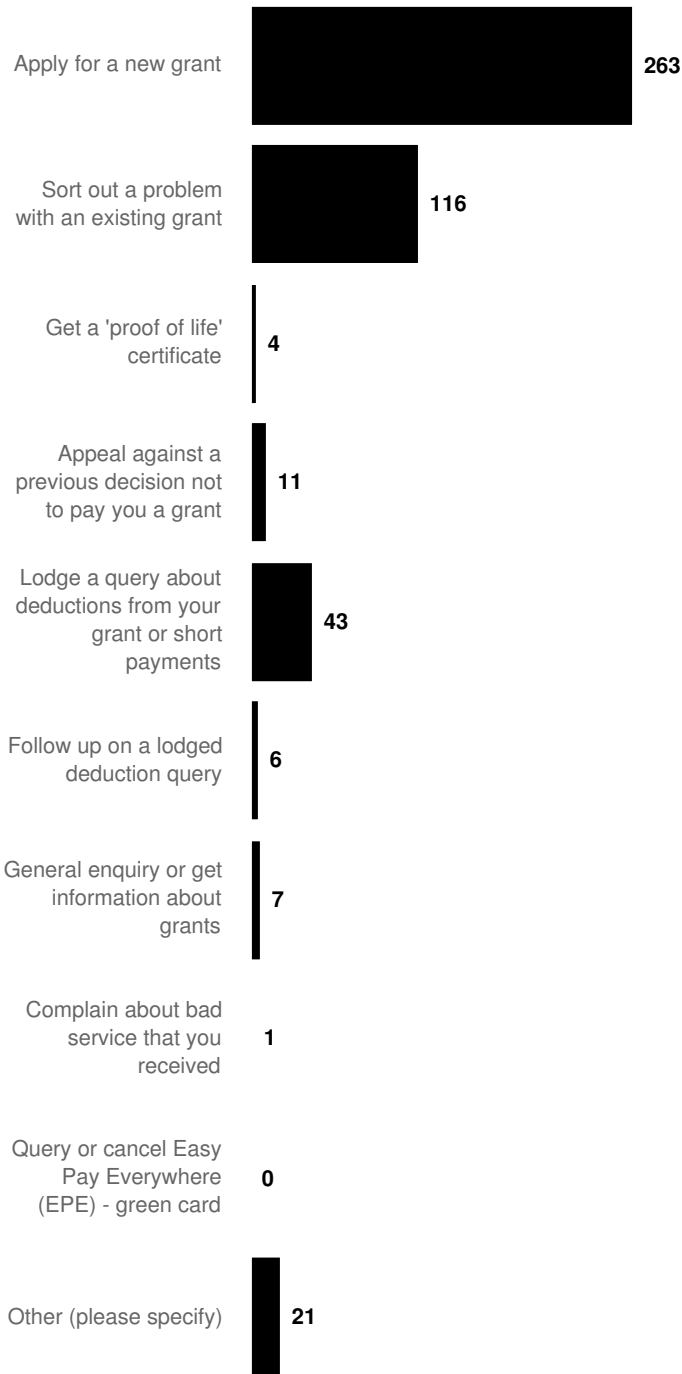 Apply for a new grant
263
Sort out a problem
with an existing grant
116
Get a 'proof of life'
certificate
4
Appeal against a
previous decision not
to pay you a grant
11
Lodge a query about
deductions from your
grant or short
payments
43
Follow up on a lodged
deduction query
6
General enquiry or get
information about
grants
7
Complain about bad
service that you
received
1
Query or cancel Easy
Pay Everywhere
(EPE) - green card
0
Other (please specify)
21